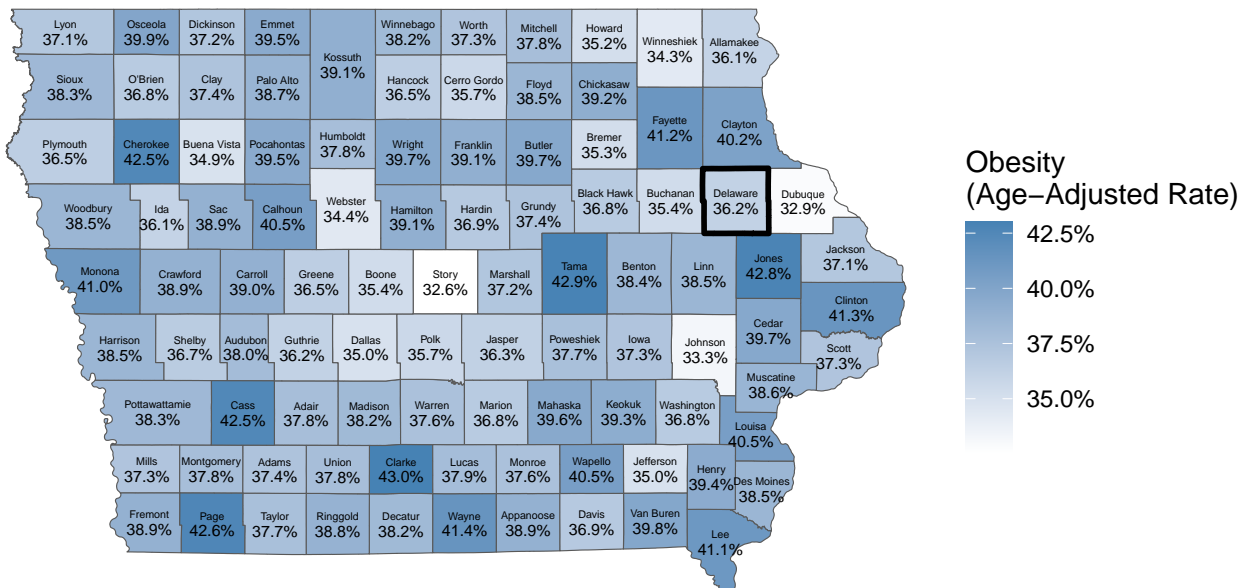 Lyon
37.1%
Osceola
39.9%
Dickinson
37.2%
Emmet
39.5%
Kossuth
39.1%
Winnebago
38.2%
Worth
37.3%
Mitchell
37.8%
Howard
35.2%
Winneshiek
34.3%
Allamakee
36.1%
Sioux
38.3%
O'Brien
36.8%
Clay
37.4%
Palo Alto
38.7%
Hancock
36.5%
Cerro Gordo
35.7%
Floyd
38.5%
Chickasaw
39.2%
Fayette
41.2%
Clayton
40.2%
Plymouth
36.5%
Cherokee
42.5%
Buena Vista
34.9%
Pocahontas
39.5%
Humboldt
37.8%
Wright
39.7%
Franklin
39.1%
Butler
39.7%
Bremer
35.3%
Woodbury
38.5%
Ida
36.1%
Sac
38.9%
Calhoun
40.5%
Webster
34.4%
Hamilton
39.1%
Hardin
36.9%
Grundy
37.4%
Black Hawk
36.8%
Buchanan
35.4%
Delaware
36.2%
Dubuque
32.9%
Monona
41.0%
Crawford
38.9%
Carroll
39.0%
Greene
36.5%
Boone
35.4%
Story
32.6%
Marshall
37.2%
Tama
42.9%
Benton
38.4%
Linn
38.5%
Jones
42.8%
Jackson
37.1%
Clinton
41.3%
Harrison
38.5%
Shelby
36.7%
Audubon
38.0%
Guthrie
36.2%
Dallas
35.0%
Polk
35.7%
Jasper
36.3%
Poweshiek
37.7%
Iowa
37.3%
Johnson
33.3%
Cedar
39.7%
Scott
37.3%
Muscatine
38.6%
Pottawattamie
38.3%
Cass
42.5%
Adair
37.8%
Madison
38.2%
Warren
37.6%
Marion
36.8%
Mahaska
39.6%
Keokuk
39.3%
Washington
36.8%
Louisa
40.5%
Mills
37.3%
Montgomery
37.8%
Adams
37.4%
Union
37.8%
Clarke
43.0%
Lucas
37.9%
Monroe
37.6%
Wapello
40.5%
Jefferson
35.0%
Henry
39.4%
Des Moines
38.5%
Fremont
38.9%
Page
42.6%
Taylor
37.7%
Ringgold
38.8%
Decatur
38.2%
Wayne
41.4%
Appanoose
38.9%
Davis
36.9%
Van Buren
39.8%
Lee
41.1%
Obesity
(Age−Adjusted Rate)
42.5%
40.0%
37.5%
35.0%